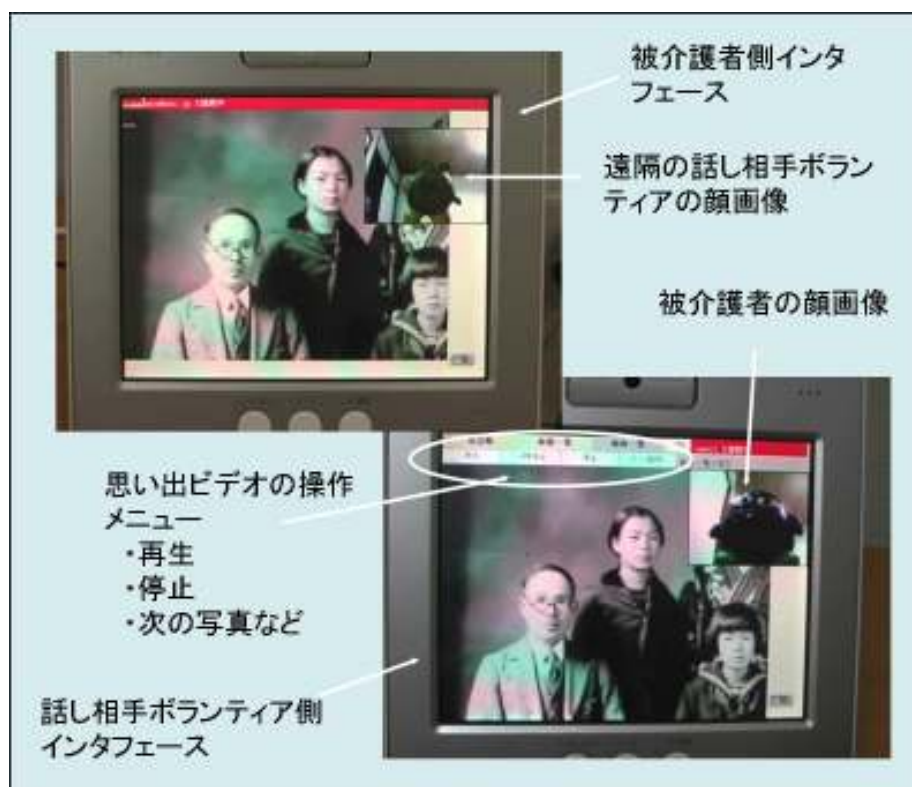 被介護者側インタ
フェース
遠隔の話し相手ボラン
ティアの顔画像
被介護者の顔画像
思い出ビデオの操作
メニュー
・再生
・停止
・次の写真など
話し相手ボランティア側
インタフェース